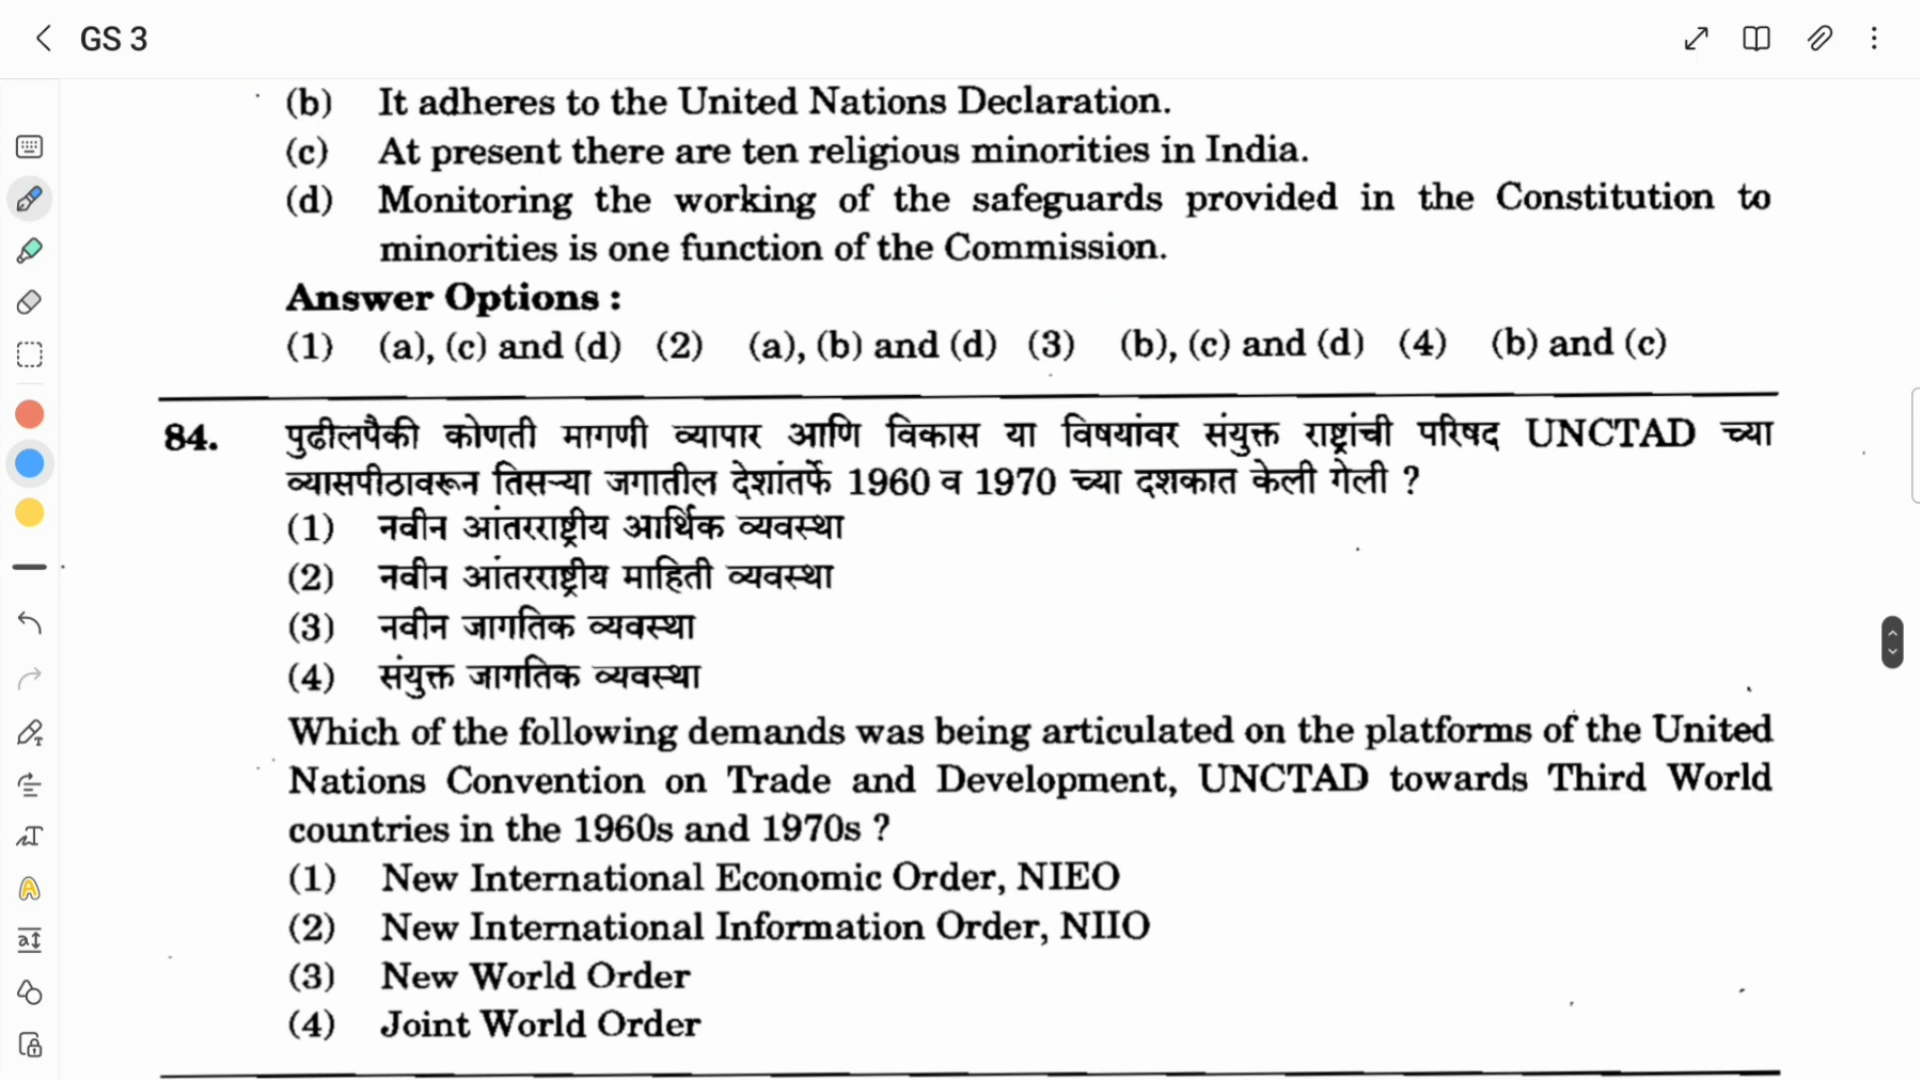 GS 3
(b) It adheres to the United Nations Declaration.
(c) At present there are ten religious minorities in India.
(d) Monitoring the working of the safeguards provided in the Constitution to
minorities is one function of the Commission.
Answer Options :
(1) (a), (c) and (d) (2) (a), (b) and (d) (3) (b), (c) and (d) (4) (b) and (c)
84. पुढीलपैकी कोणती मागणी व्यापार आणि विकास या विषयांवर संयुक्त राष्ट्रांची परिषद UNCTAD च्या
व्यासपीठावरून तिसऱ्या जगातील देशांतर्फे 1960 व 1970 च्या दशकात केली गेली ?
(1) नवीन आंतरराष्ट्रीय आर्थिक व्यवस्था
(2) नवीन आंतरराष्ट्रीय माहिती व्यवस्था
(3) नवीन जागतिक व्यवस्था
(4) संयुक्त जागतिक व्यवस्था
Which of the following demands was being articulated on the platforms of the United
Nations Convention on Trade and Development, UNCTAD towards Third World
countries in the 1960s and 1970s ?
(1) New International Economic Order, NIEO
(2) New International Information Order, NIIO
(3) New World Order
(4) Joint World Order